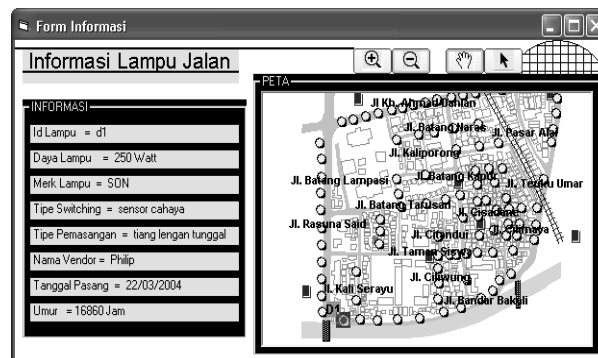 Form Informasi
Informasi Lampu Jalan
INFORMASI
Id Lampu = d1
Daya Lampu = 250 Watt
Merk Lampu = SON
Tipe Switching = sensor cahaya
Tipe Pemasangan = tiang lengan tunggal
Nama Vendor = Philip
Tanggal Pasang = 22/03/2004
Umur = 16860 Jam
PETA
Jl Kh. Ahmad Dahlan
Jl. Batang Naras
Jl. Pasar Alai
Jl. Kaliporong
Jl. Batang Lampasi
Jl. Batang Kapur
Jl. Teuku Umar
Jl. Batang Tarusan
Jl. Cisadane
Jl. Rasuna Said
Jl. Citandui
Jl. Taman Siswa
Jl. Ciliwung
Jl. Kali Serayu
Jl. Bandar Bakali
D1